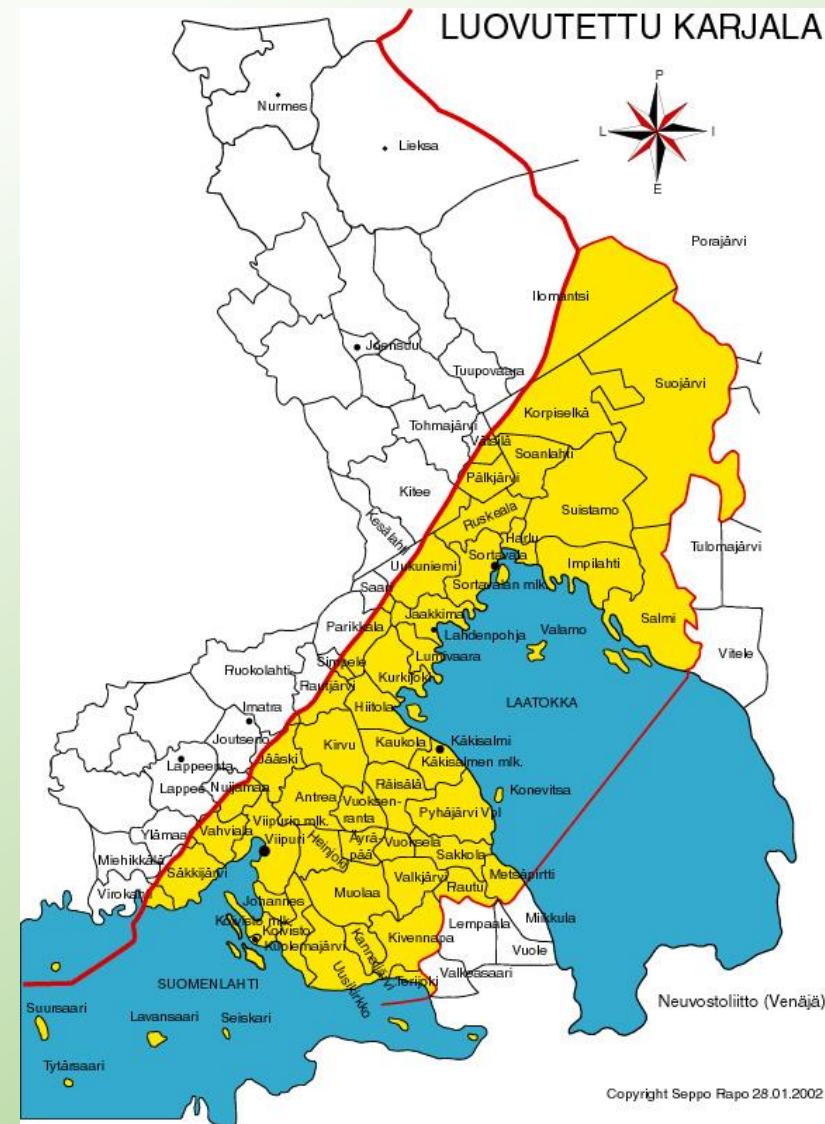 LUOVUTETTU KARJALA
P
L
I
E
Nurmes
Lieksa
Porajärvi
Ilomantsi
Joensuu
Tuupovaara
Suojärvi
Korpiselkä
Tohmajärvi
Värtsilä
Soanlahti
Pälkjärvi
Kitee
Suistamo
Ruskeala
Kesälahti
Harlu
Tulomajärvi
Sortavala
Uukuniemi
Impilahti
Saari
Sortavalan mlk.
Jaakkima
Salmi
Parikkala
Lahdenpohja
Valamo
Simpele
Lumivaara
Vitele
Ruokolahti
Rautjärvi
Kurkijoki
Imatra
Hiitola
LAATOKKA
Joutseno
Kirvu
Kaukola
Käkisalmi
Jääski
Käkisalmen mlk.
Lappeenranta
Lappee
Nuijamaa
Räisälä
Antrea
Vuoksen-
ranta
Konevitsa
Pyhäjärvi Vpl
Viipurin mlk.
Ylämaa
Vahviala
Viipuri
Heinjoki
Äyrä-
pää
Vuoksela
Miehikkälä
Sakkola
Säkkijärvi
Valkjärvi
Metsäpirtti
Virolahti
Muolaa
Rautu
Johannes
Koivisto mlk.
Koivisto
Kuolemajärvi
Kanneljärvi
Kivennapa
Lempaala
Miikkula
Vuole
Uusikirkko
Terijoki
Valkeasaari
SUOMENLAHTI
Suursaari
Lavansaari
Seiskari
Neuvostoliitto (Venäjä)
Tytärsaari
Copyright Seppo Rapo 28.01.2002